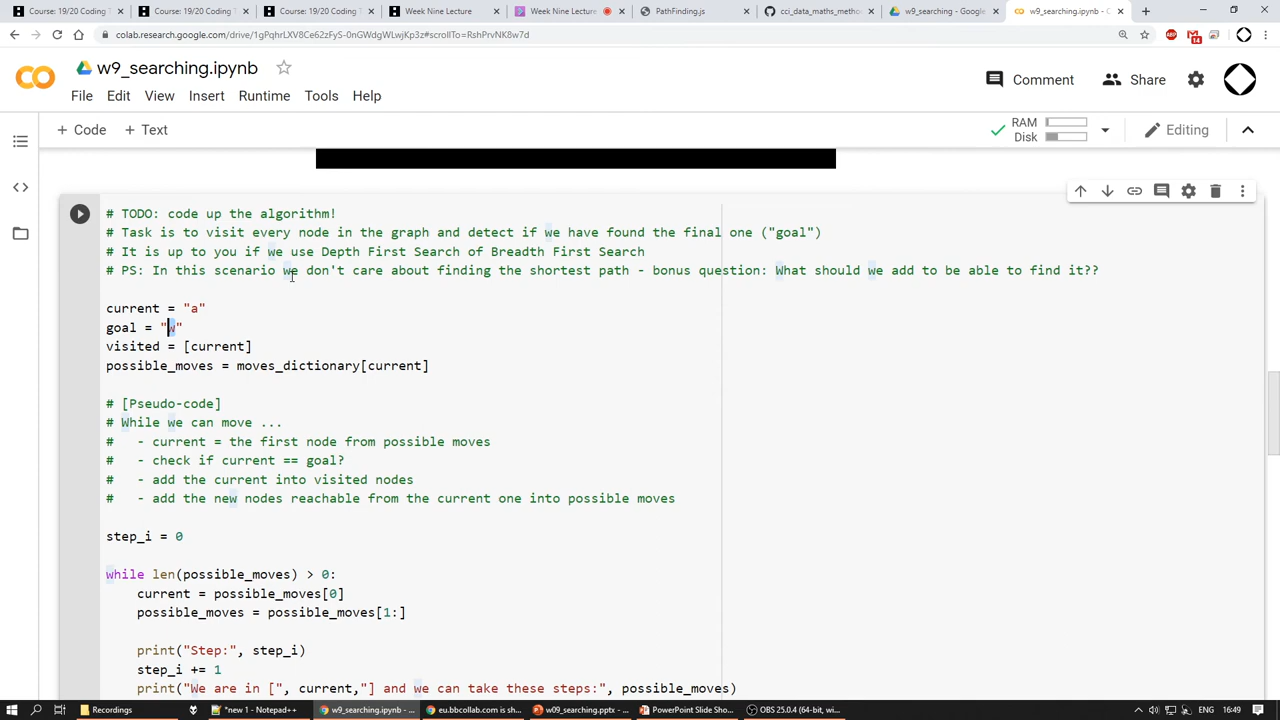 Course: 19/20 Coding T
Course: 19/20 Coding T
Course: 19/20 Coding T
Week Nine Lecture
Week Nine Lecture
PathFinding.js
cci_data_maths_metho
w9_searching - Google
w9_searching.ipynb - C
colab.research.google.com/drive/1gPqhrLXV8Ce62zFyS-0nGWdgWLwjKp3z#scrollTo=RshPrvNK8w7d
14
w9_searching.ipynb
Comment
Share
File Edit View Insert Runtime Tools Help
+ Code + Text
RAM
Disk
Editing
# TODO: code up the algorithm!
# Task is to visit every node in the graph and detect if we have found the final one ("goal")
# It is up to you if we use Depth First Search of Breadth First Search
# PS: In this scenario we don't care about finding the shortest path - bonus question: What should we add to be able to find it??
current = "a"
goal = "w"
visited = [current]
possible_moves = moves_dictionary[current]
# [Pseudo-code]
# While we can move ...
#   - current = the first node from possible moves
#   - check if current == goal?
#   - add the current into visited nodes
#   - add the new nodes reachable from the current one into possible moves
step_i = 0
while len(possible_moves) > 0:
current = possible_moves[0]
possible_moves = possible_moves[1:]
print("Step:", step_i)
step_i += 1
print("We are in [", current,"] and we can take these steps:", possible_moves)
Recordings
*new 1 - Notepad++
w9_searching.ipynb - ...
eu.bbcollab.com is sh...
w9_searching.pptx - ...
PowerPoint Slide Sho...
OBS 25.0.4 (64-bit, wi...
ENG
16:49